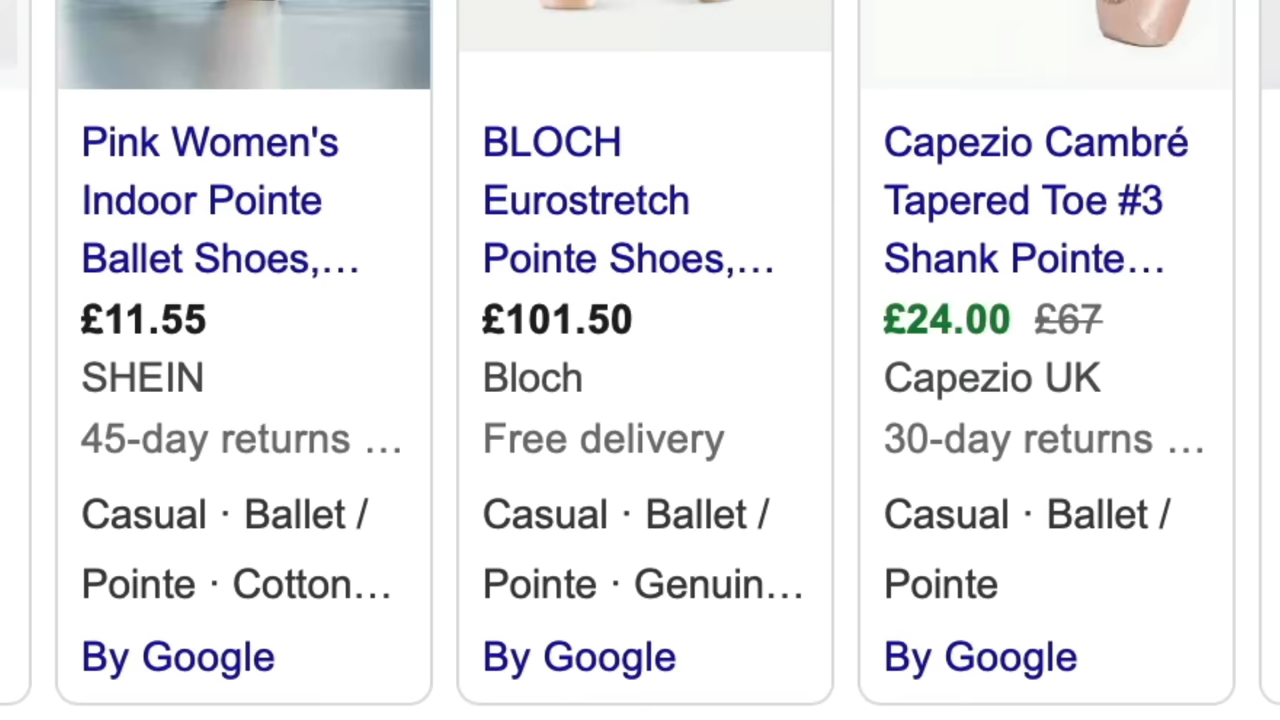 Pink Women's
Indoor Pointe
Ballet Shoes,...
£11.55
SHEIN
45-day returns ...
Casual · Ballet /
Pointe · Cotton...
By Google
BLOCH
Eurostretch
Pointe Shoes,...
£101.50
Bloch
Free delivery
Casual · Ballet /
Pointe · Genuin...
By Google
Capezio Cambré
Tapered Toe #3
Shank Pointe...
£24.00 £67
Capezio UK
30-day returns ...
Casual · Ballet /
Pointe
By Google